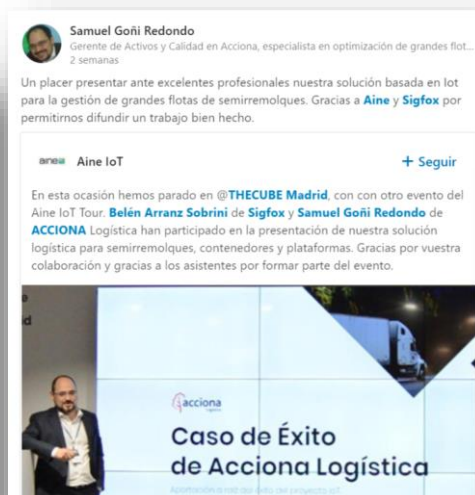 Samuel Goñi Redondo
Gerente de Activos y Calidad en Acciona, especialista en optimización de grandes flot...
2 semanas
Un placer presentar ante excelentes profesionales nuestra solución basada en Iot
para la gestión de grandes flotas de semirremolques. Gracias a Aine y Sigfox por
permitirnos difundir un trabajo bien hecho.
aine
Aine IoT
+ Seguir
En esta ocasión hemos parado en @THECUBE Madrid, con con otro evento del
Aine IoT Tour. Belén Arranz Sobrini de Sigfox y Samuel Goñi Redondo de
ACCIONA Logística han participado en la presentación de nuestra solución
logística para semirremolques, contenedores y plataformas. Gracias por vuestra
colaboración y gracias a los asistentes por formar parte del evento.
acciona
Caso de Éxito
de Acciona Logística